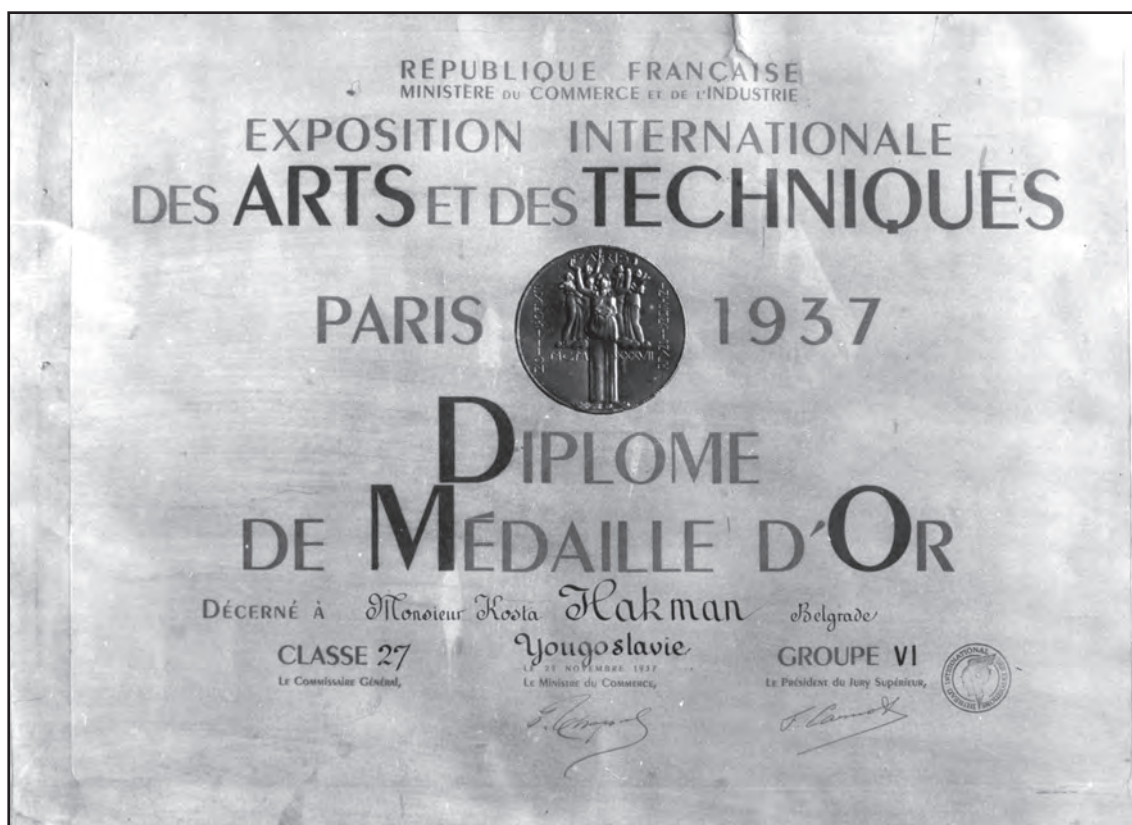 RÉPUBLIQUE FRANÇAISE
MINISTÈRE DU COMMERCE ET DE L'INDUSTRIE
EXPOSITION INTERNATIONALE
DES ARTS ET DES TECHNIQUES
PARIS 1937
DIPLOME
DE MÉDAILLE D'OR
DÉCERNÉ À Monsieur Kosta Hakman Belgrade
CLASSE 27 Yougoslavie GROUPE VI
LE 25 NOVEMBRE 1937
LE COMMISSAIRE GÉNÉRAL, LE MINISTRE DU COMMERCE, LE PRÉSIDENT DU JURY SUPÉRIEUR,